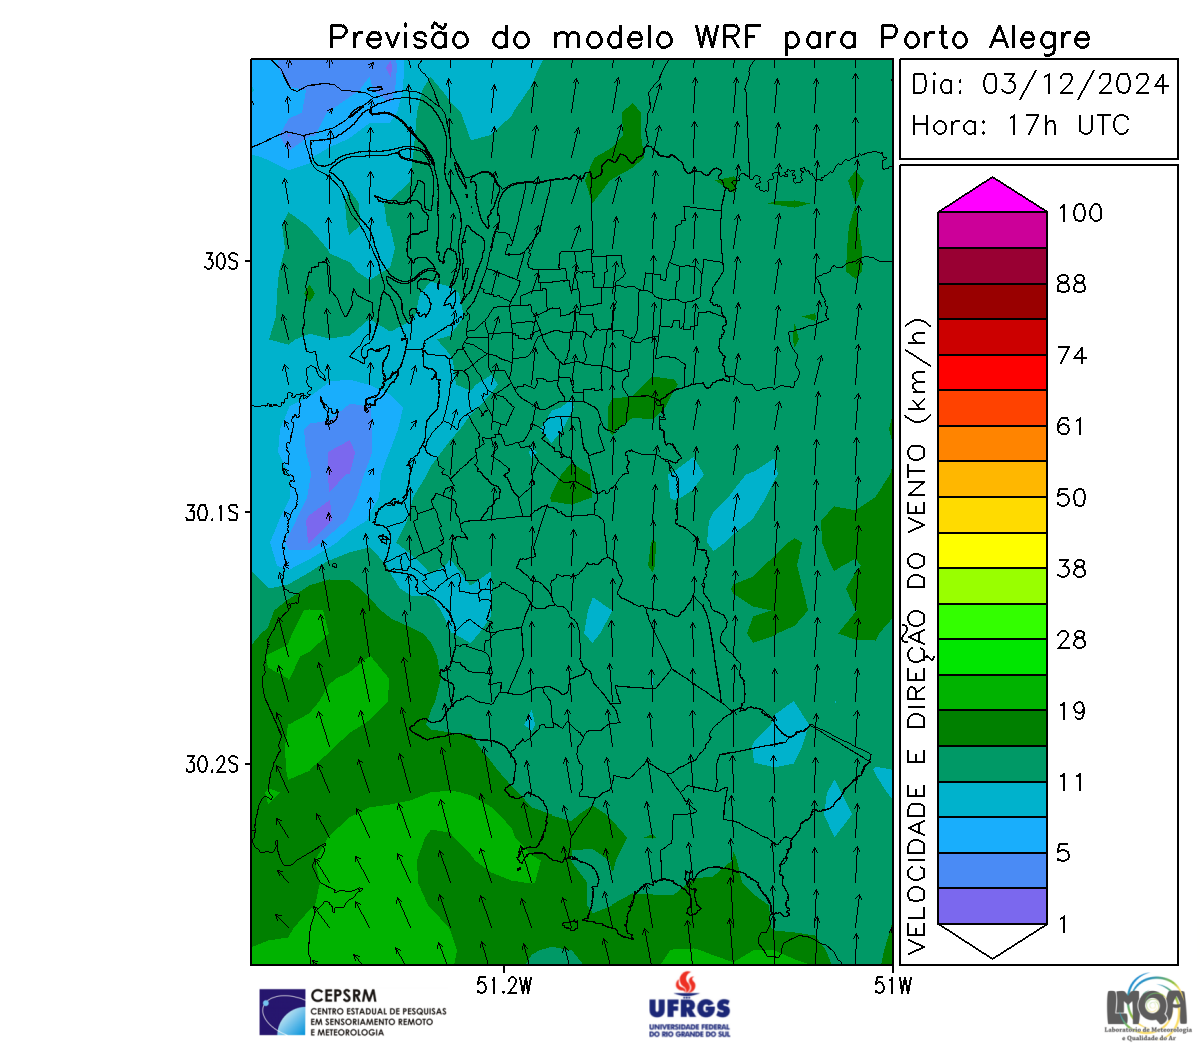 Previsão do modelo WRF para Porto Alegre
Dia: 03/12/2024
Hora: 17h UTC
VELOCIDADE E DIREÇÃO DO VENTO (km/h)
100
88
74
61
50
38
28
19
11
5
1
30S
30.1S
30.2S
51.2W
51W
CEPSRM
CENTRO ESTADUAL DE PESQUISAS
EM SENSORIAMENTO REMOTO
E METEOROLOGIA
UFRGS
UNIVERSIDADE FEDERAL
DO RIO GRANDE DO SUL
LMQA
Laboratório de Meteorologia
e Qualidade do Ar